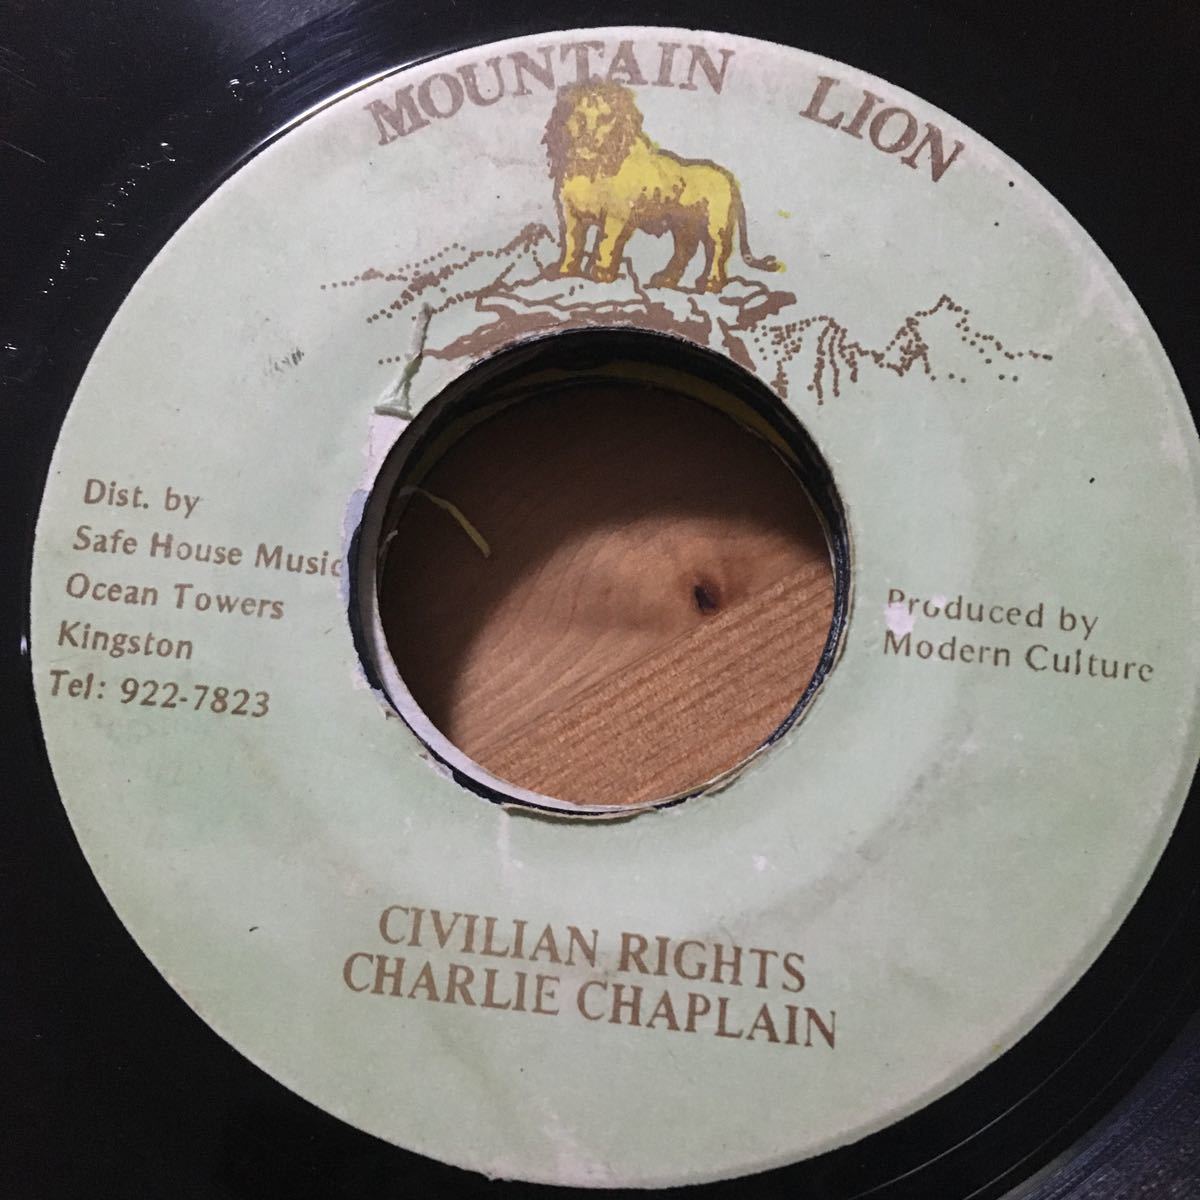 MOUNTAIN LION
Dist. by
Safe House Music
Ocean Towers
Kingston
Tel: 922-7823
Produced by
Modern Culture
CIVILIAN RIGHTS
CHARLIE CHAPLAIN